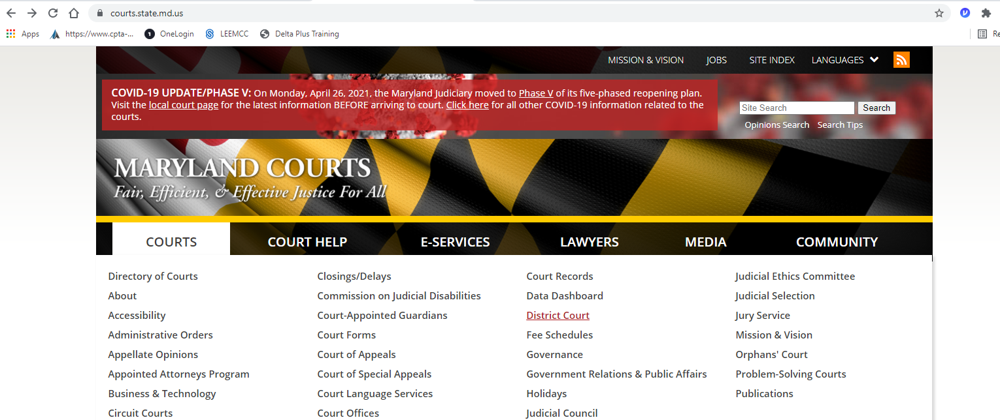 courts.state.md.us
Apps https://www.cpta-... OneLogin LEEMCC Delta Plus Training
MISSION & VISION JOBS SITE INDEX LANGUAGES
COVID-19 UPDATE/PHASE V: On Monday, April 26, 2021, the Maryland Judiciary moved to Phase V of its five-phased reopening plan.
Visit the local court page for the latest information BEFORE arriving to court. Click here for all other COVID-19 information related to the
courts.
Site Search Search
Opinions Search Search Tips
MARYLAND COURTS
Fair, Efficient, & Effective Justice For All
COURTS COURT HELP E-SERVICES LAWYERS MEDIA COMMUNITY
Directory of Courts Closings/Delays Court Records Judicial Ethics Committee
About Commission on Judicial Disabilities Data Dashboard Judicial Selection
Accessibility Court-Appointed Guardians District Court Jury Service
Administrative Orders Court Forms Fee Schedules Mission & Vision
Appellate Opinions Court of Appeals Governance Orphans' Court
Appointed Attorneys Program Court of Special Appeals Government Relations & Public Affairs Problem-Solving Courts
Business & Technology Court Language Services Holidays Publications
Circuit Courts Court Offices Judicial Council